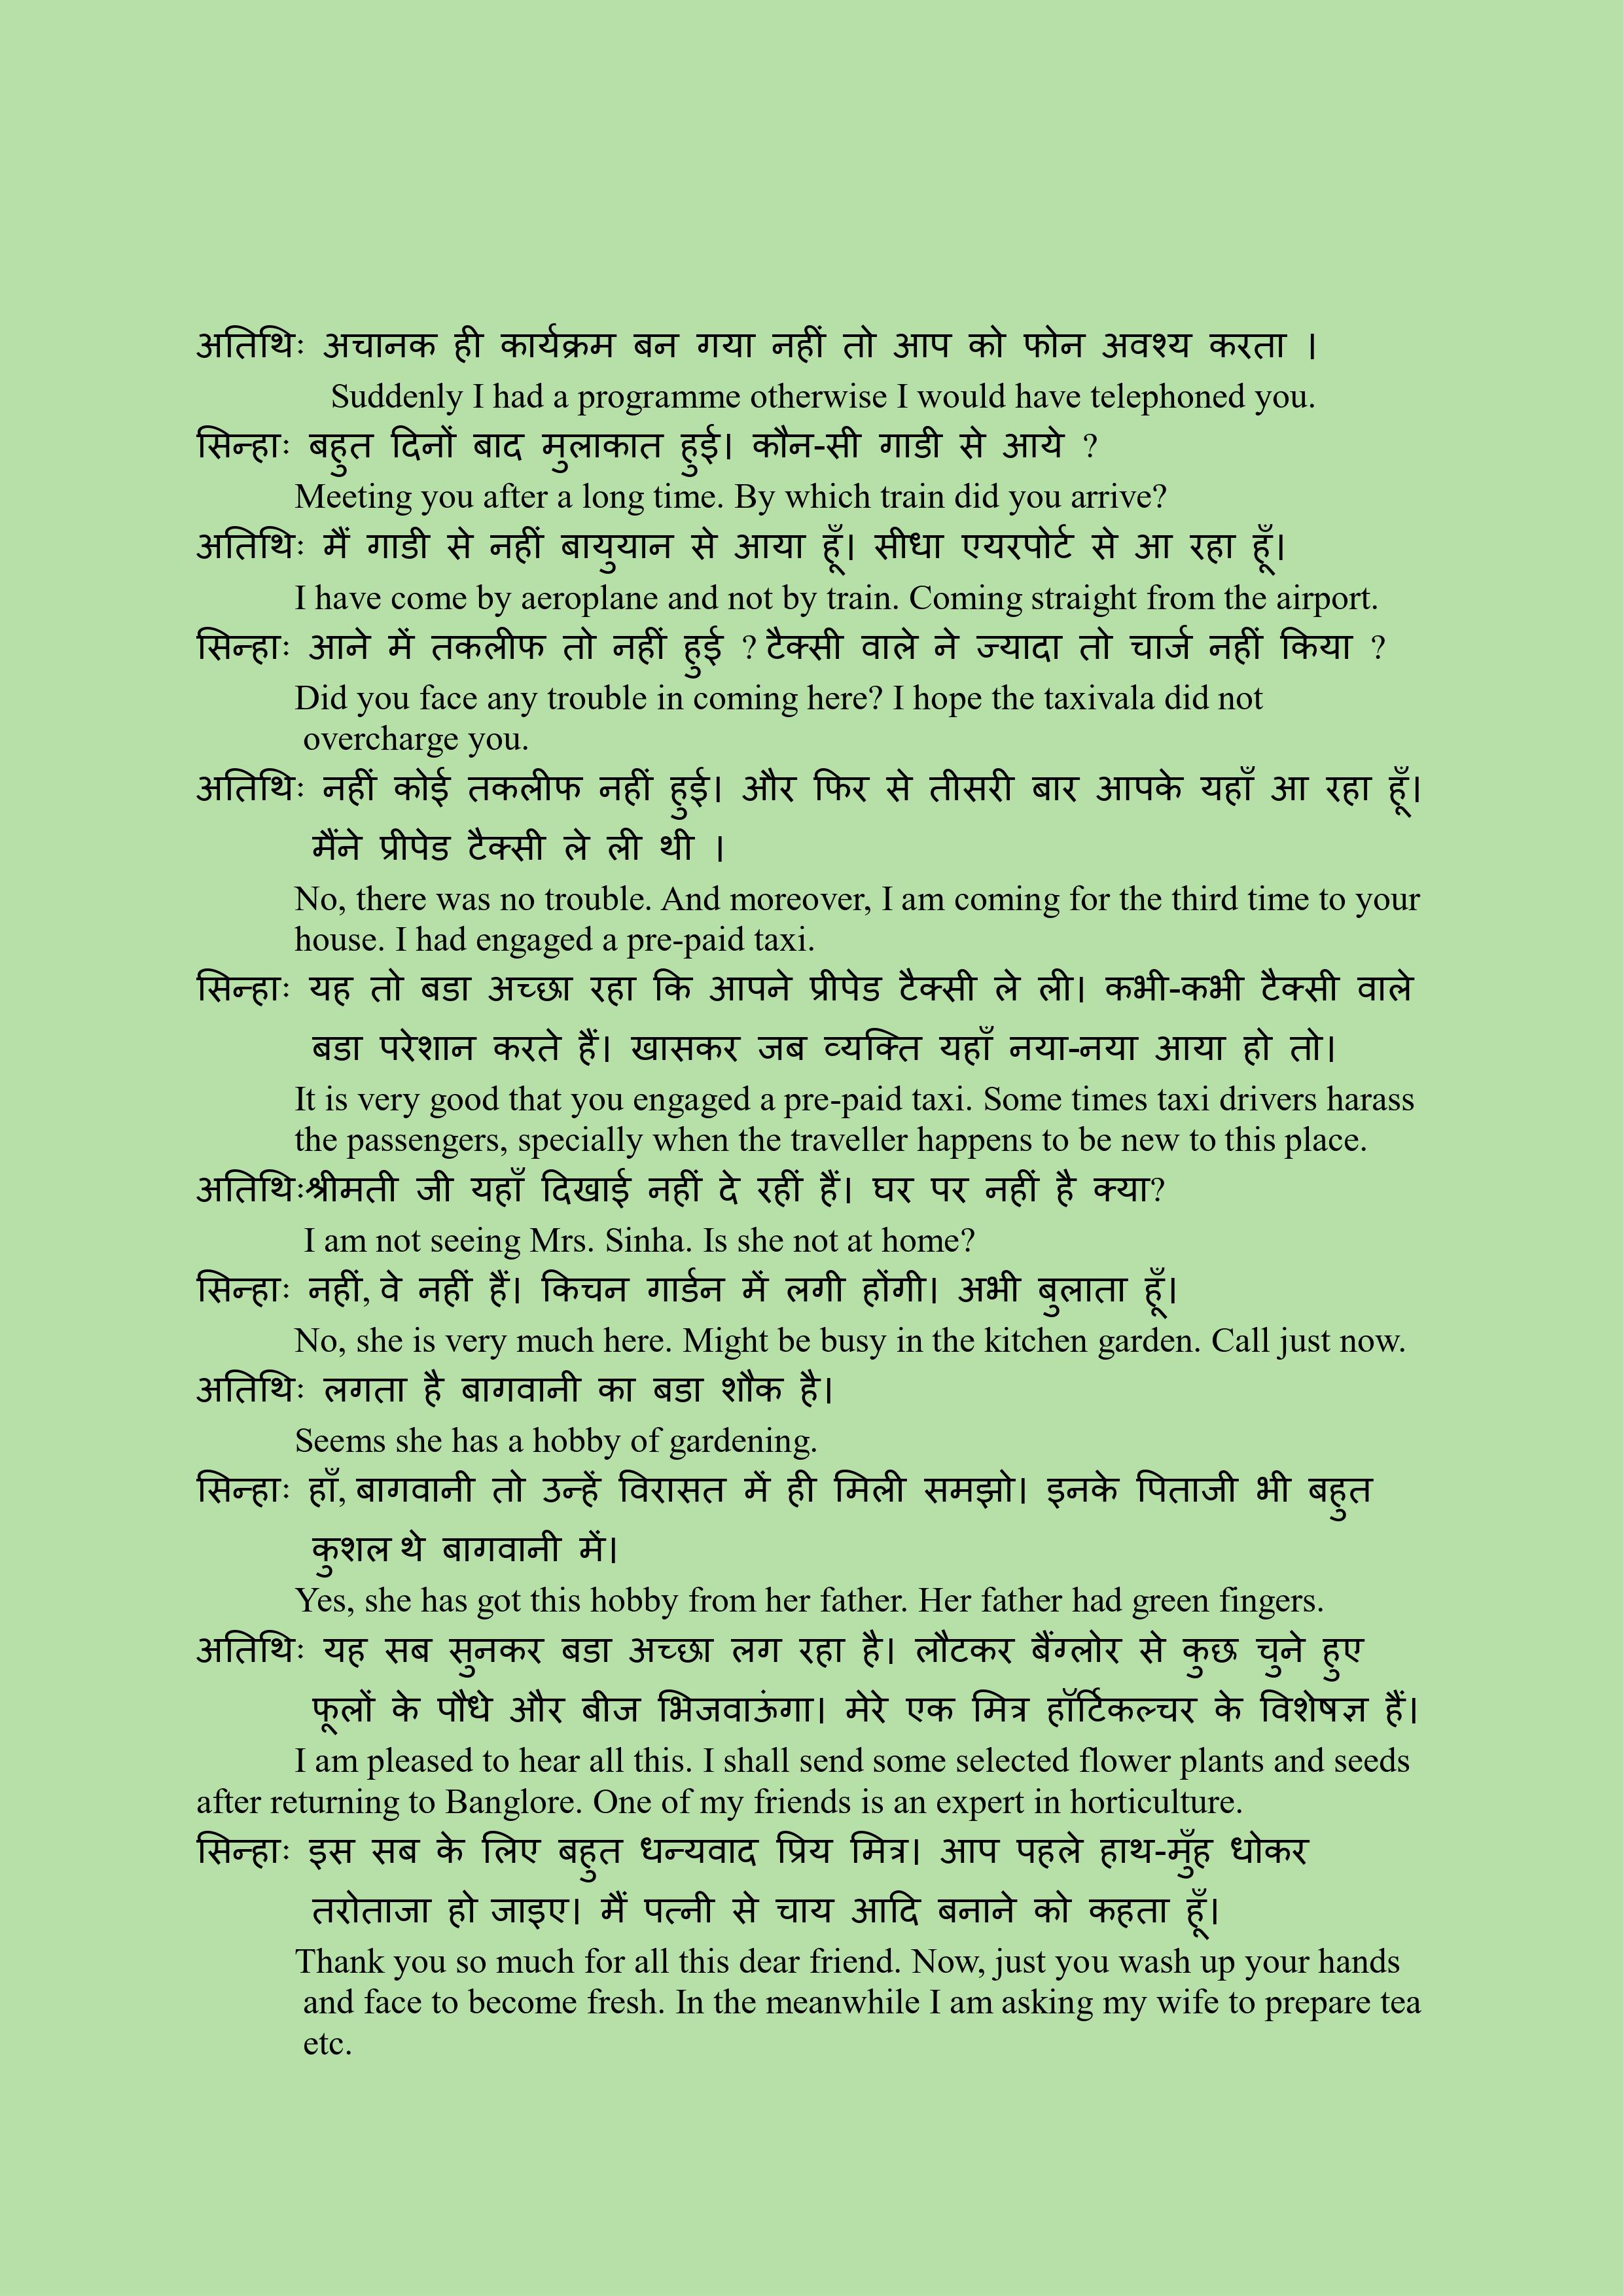 अतिथिः अचानक ही कार्यक्रम बन गया नहीं तो आप को फोन अवश्य करता ।
Suddenly I had a programme otherwise I would have telephoned you.
सिन्हाः बहुत दिनों बाद मुलाकात हुई। कौन-सी गाडी से आये ?
Meeting you after a long time. By which train did you arrive?
अतिथिः मैं गाडी से नहीं बायुयान से आया हूँ। सीधा एयरपोर्ट से आ रहा हूँ।
I have come by aeroplane and not by train. Coming straight from the airport.
सिन्हाः आने में तकलीफ तो नहीं हुई ? टैक्सी वाले ने ज्यादा तो चार्ज नहीं किया ?
Did you face any trouble in coming here? I hope the taxivala did not
overcharge you.
अतिथिः नहीं कोई तकलीफ नहीं हुई। और फिर से तीसरी बार आपके यहाँ आ रहा हूँ।
मैंने प्रीपेड टैक्सी ले ली थी ।
No, there was no trouble. And moreover, I am coming for the third time to your
house. I had engaged a pre-paid taxi.
सिन्हाः यह तो बडा अच्छा रहा कि आपने प्रीपेड टैक्सी ले ली। कभी-कभी टैक्सी वाले
बडा परेशान करते हैं। खासकर जब व्यक्ति यहाँ नया-नया आया हो तो।
It is very good that you engaged a pre-paid taxi. Some times taxi drivers harass
the passengers, specially when the traveller happens to be new to this place.
अतिथिःश्रीमती जी यहाँ दिखाई नहीं दे रहीं हैं। घर पर नहीं है क्या?
I am not seeing Mrs. Sinha. Is she not at home?
सिन्हाः नहीं, वे नहीं हैं। किचन गार्डन में लगी होंगी। अभी बुलाता हूँ।
No, she is very much here. Might be busy in the kitchen garden. Call just now.
अतिथिः लगता है बागवानी का बडा शौक है।
Seems she has a hobby of gardening.
सिन्हाः हाँ, बागवानी तो उन्हें विरासत में ही मिली समझो। इनके पिताजी भी बहुत
कुशल थे बागवानी में।
Yes, she has got this hobby from her father. Her father had green fingers.
अतिथिः यह सब सुनकर बडा अच्छा लग रहा है। लौटकर बैंग्लोर से कुछ चुने हुए
फूलों के पौधे और बीज भिजवाऊंगा। मेरे एक मित्र हॉर्टिकल्चर के विशेषज्ञ हैं।
I am pleased to hear all this. I shall send some selected flower plants and seeds
after returning to Banglore. One of my friends is an expert in horticulture.
सिन्हाः इस सब के लिए बहुत धन्यवाद प्रिय मित्र। आप पहले हाथ-मुँह धोकर
तरोताजा हो जाइए। मैं पत्नी से चाय आदि बनाने को कहता हूँ।
Thank you so much for all this dear friend. Now, just you wash up your hands
and face to become fresh. In the meanwhile I am asking my wife to prepare tea
etc.